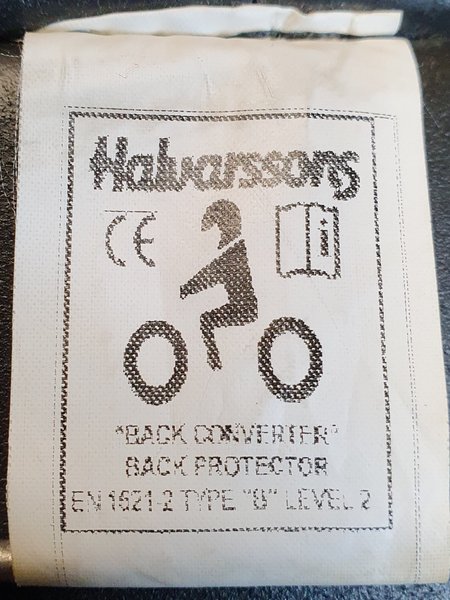 Halvarssons
CE
i
"BACK CONVERTER"
BACK PROTECTOR
EN 1621-2 TYPE "B" LEVEL 2